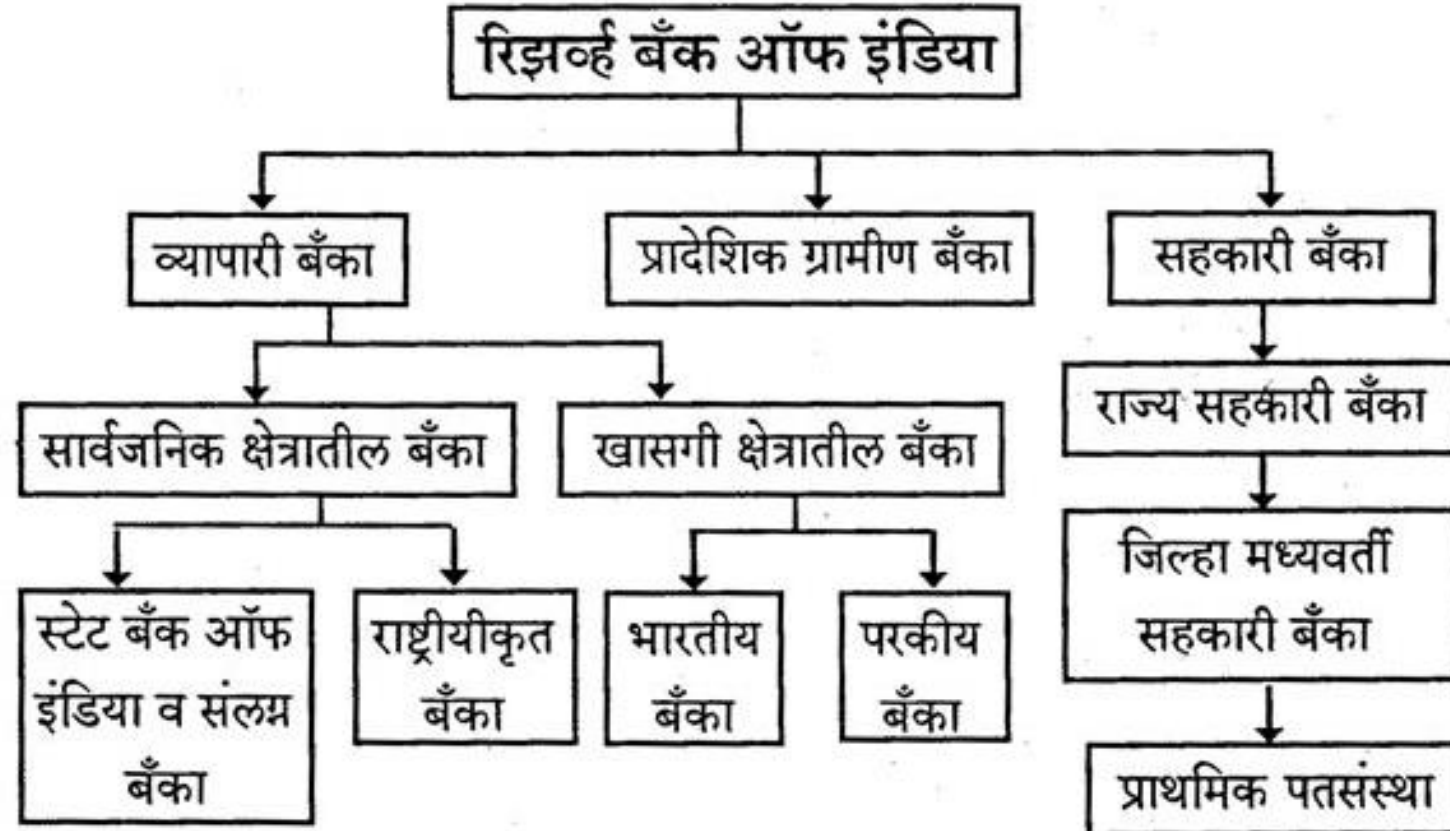 रिझर्व्ह बँक ऑफ इंडिया
व्यापारी बँका
प्रादेशिक ग्रामीण बँका
सहकारी बँका
राज्य सहकारी बँका
सार्वजनिक क्षेत्रातील बँका
खासगी क्षेत्रातील बँका
जिल्हा मध्यवर्ती
सहकारी बँका
स्टेट बँक ऑफ
इंडिया व संलग्न
बँका
राष्ट्रीयीकृत
बँका
भारतीय
बँका
परकीय
बँका
प्राथमिक पतसंस्था